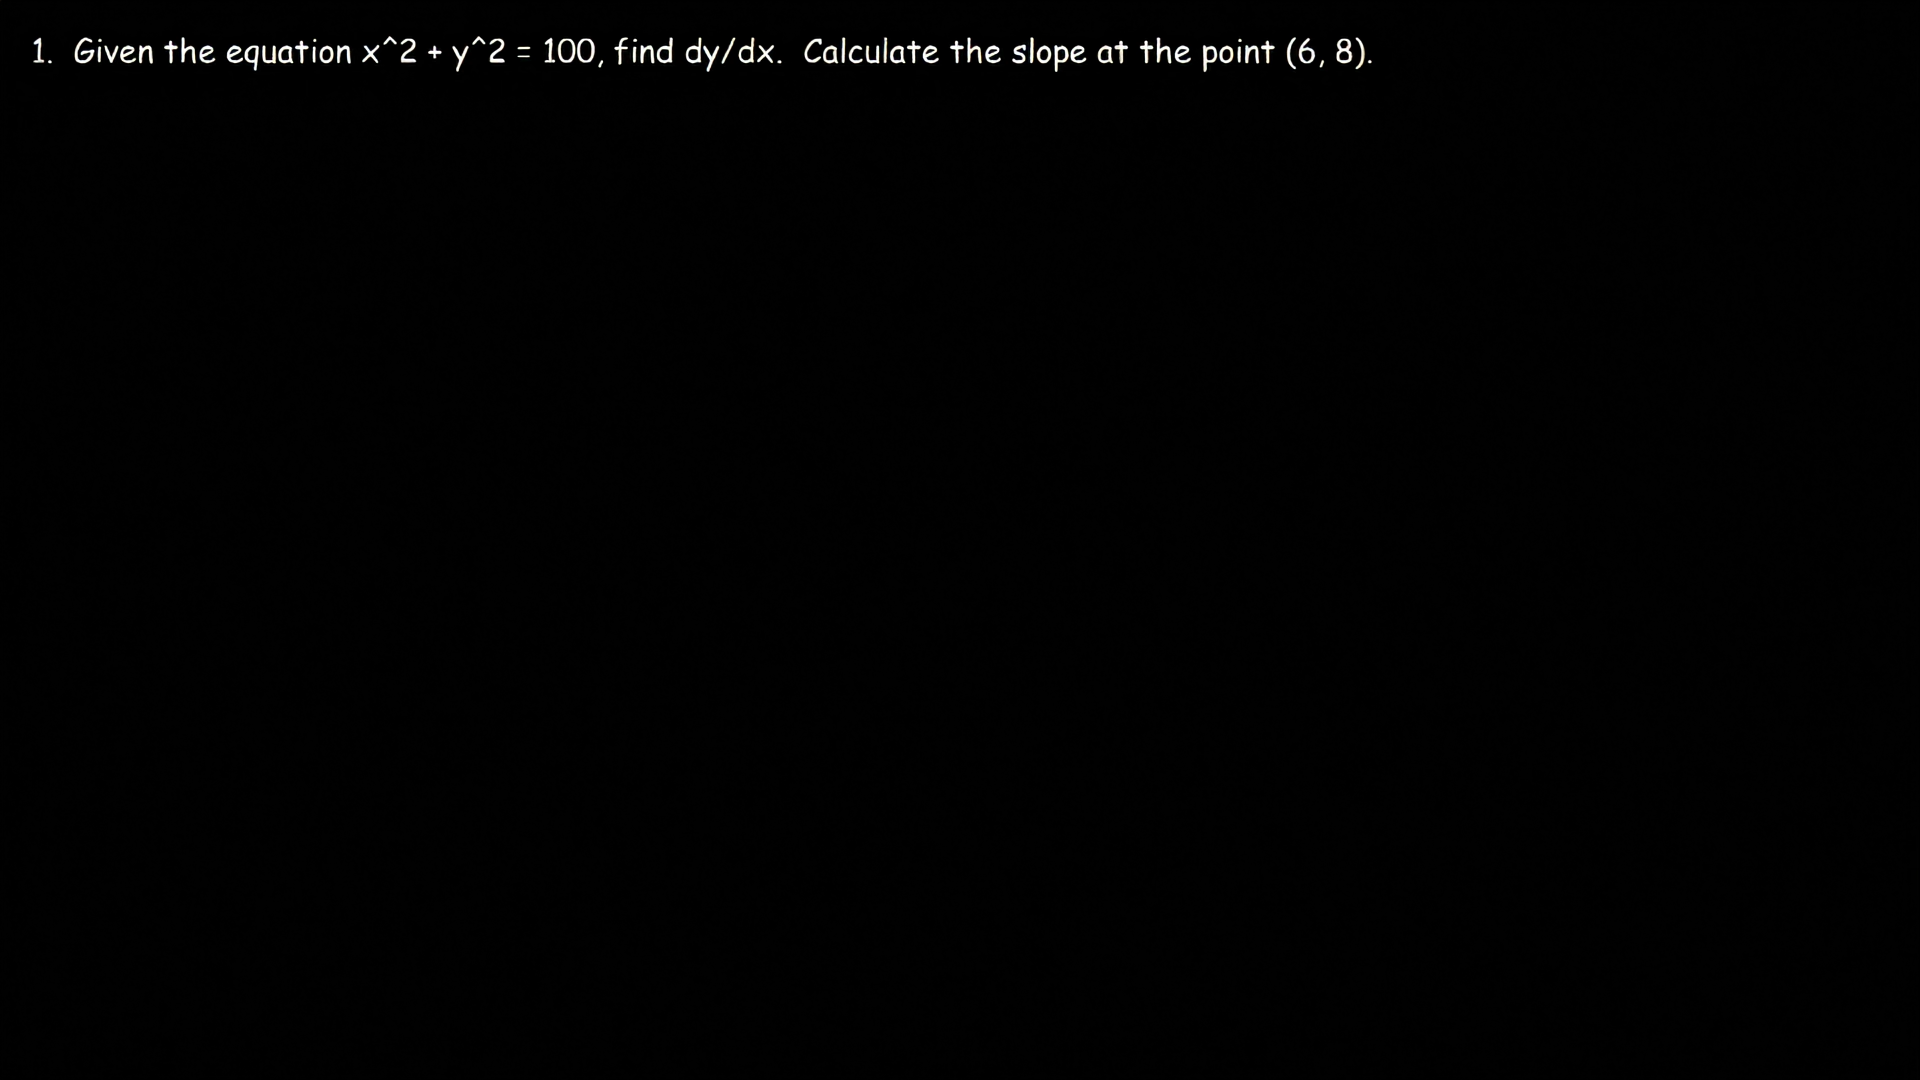 1. Given the equation x^2 + y^2 = 100, find dy/dx. Calculate the slope at the point (6, 8).